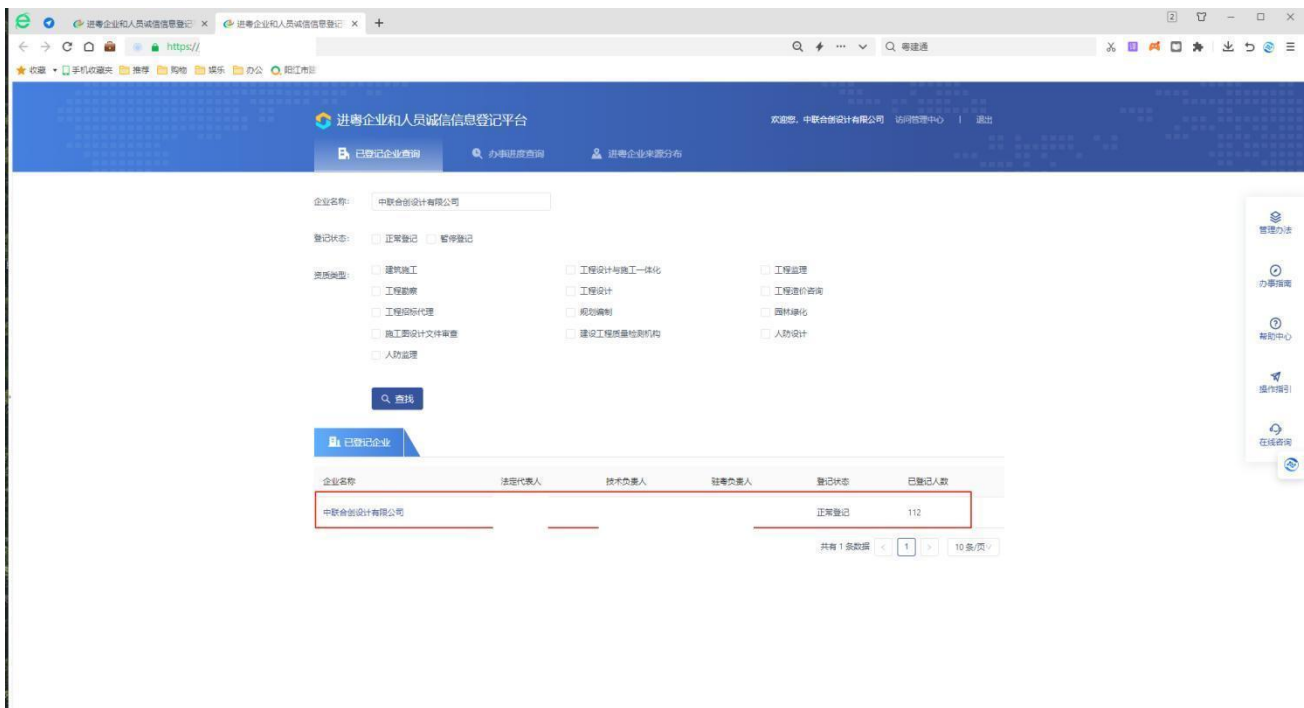 进粤企业和人员诚信信息登记 × 进粤企业和人员诚信信息登记 × +
2
https://
粤建通
收藏 手机收藏夹 推荐 购物 娱乐 办公 阳江市
进粤企业和人员诚信信息登记平台
欢迎您，中联合创设计有限公司 访问管理中心 | 退出
已登记企业查询 办事进度查询 进粤企业来源分布
企业名称: 中联合创设计有限公司
登记状态: 正常登记 暂停登记
资质类型: 建筑施工 工程设计与施工一体化 工程监理
工程勘察 工程设计 工程造价咨询
工程招标代理 规划编制 园林绿化
施工图设计文件审查 建设工程质量检测机构 人防设计
人防监理
查找
管理办法
办事指南
帮助中心
操作指引
在线咨询
已登记企业
企业名称 法定代表人 技术负责人 驻粤负责人 登记状态 已登记人数
中联合创设计有限公司 正常登记 112
共有 1 条数据 < 1 > 10 条/页